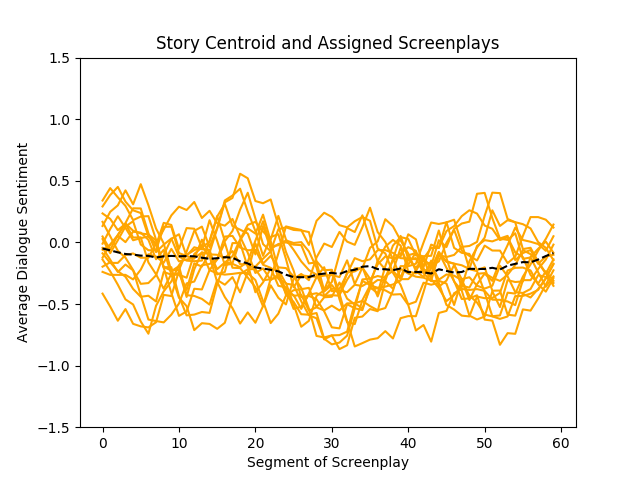 Story Centroid and Assigned Screenplays
1.5
1.0
0.5
0.0
−0.5
−1.0
−1.5
Average Dialogue Sentiment
0 10 20 30 40 50 60
Segment of Screenplay